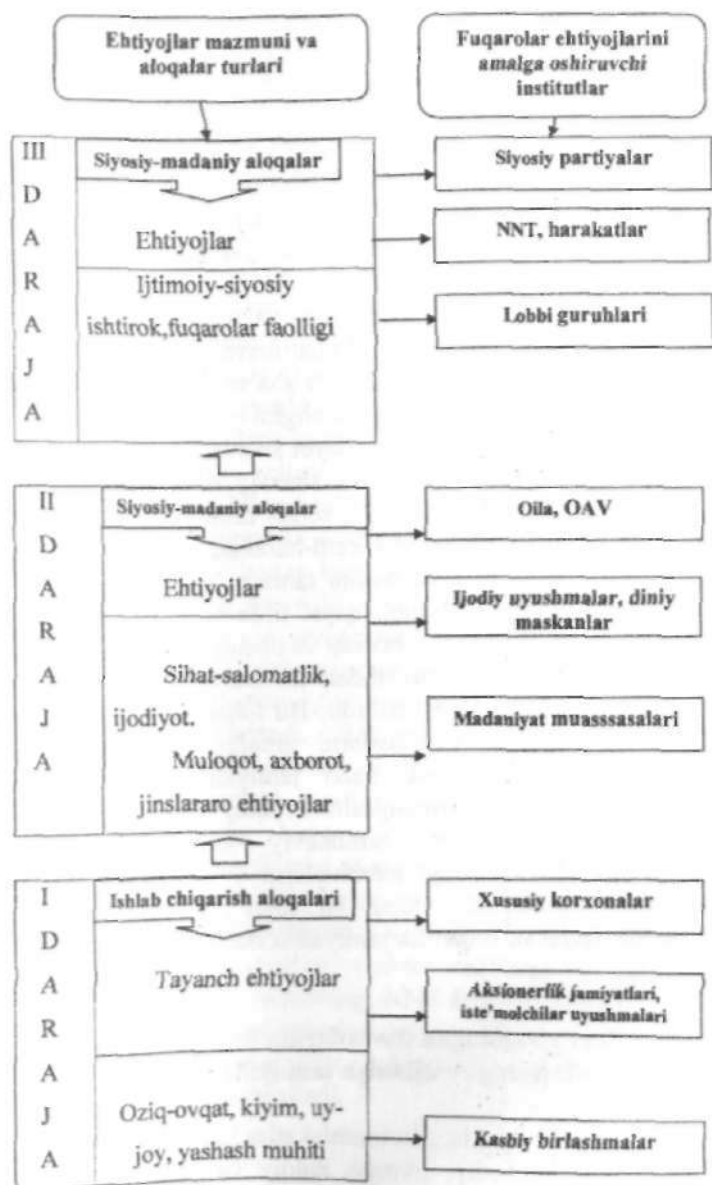 Ehtiyojlar mazmuni va
aloqalar turlari
Fuqarolar ehtiyojlarini
amalga oshiruvchi
institutlar
III
D
A
R
A
J
A
Siyosiy-madaniy aloqalar
Ehtiyojlar
Ijtimoiy-siyosiy
ishtirok,fuqarolar faolligi
Siyosiy partiyalar
NNT, harakatlar
Lobbi guruhlari
II
D
A
R
A
J
A
Siyosiy-madaniy aloqalar
Ehtiyojlar
Sihat-salomatlik,
ijodiyot.
Muloqot, axborot,
jinslararo ehtiyojlar
Oila, OAV
Ijodiy uyushmalar, diniy
maskanlar
Madaniyat muasssasalari
I
D
A
R
A
J
A
Ishlab chiqarish aloqalari
Tayanch ehtiyojlar
Oziq-ovqat, kiyim, uy-
joy, yashash muhiti
Xususiy korxonalar
Aksionerlik jamiyatlari,
iste'molchilar uyushmalari
Kasbiy birlashmalar